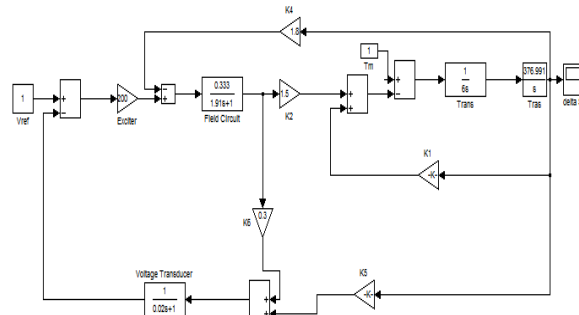 K4
1.8
1
Tm
1
Vref
200
Exciter
0.333
1.91s+1
Field Circuit
1.5
K2
1
6s
Trans
376.991
s
Tras
delta
K1
-K-
0.3
K6
Voltage Transducer
1
0.02s+1
K5
-K-